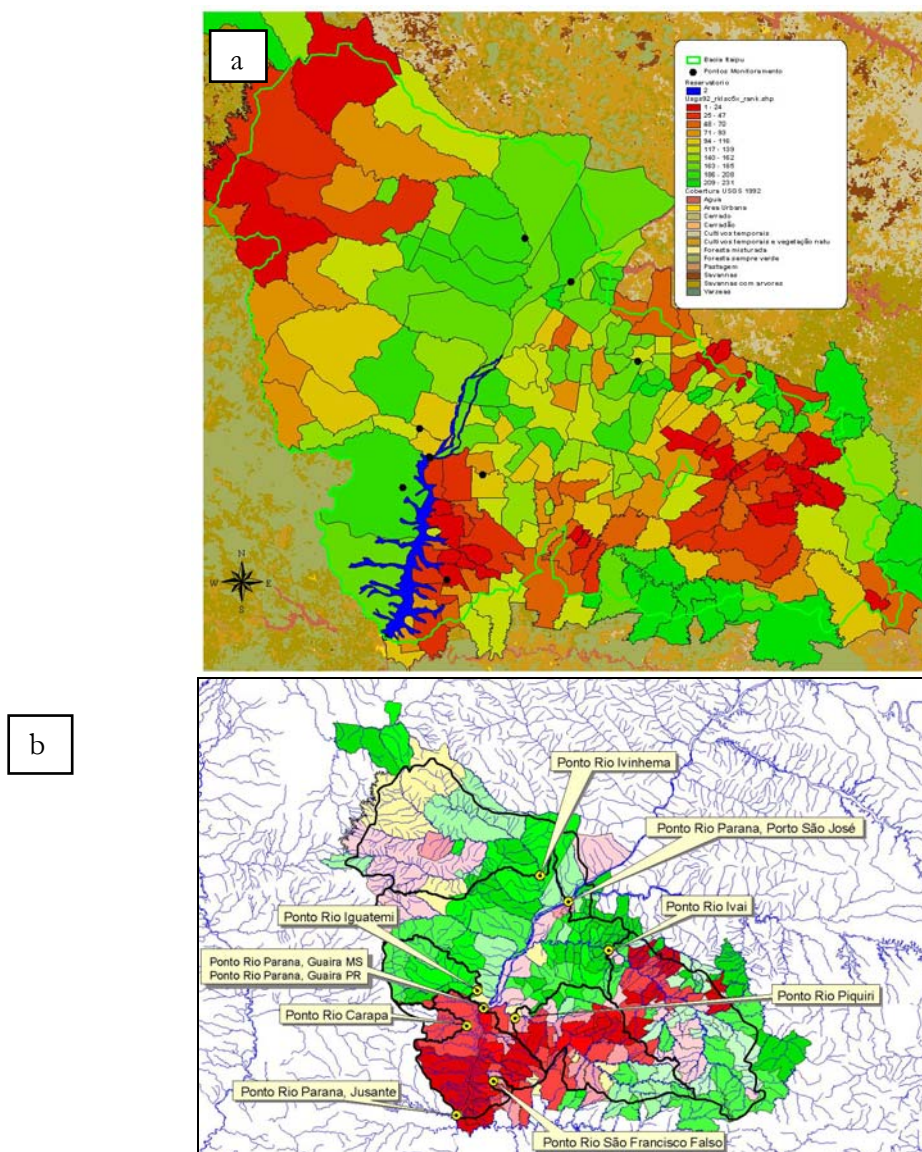 a
Bacia Itaipu
Pontos Monitoramento
Reservatorio
2
Usgs92_rklsc5x_rank.shp
1 - 24
25 - 47
48 - 70
71 - 93
94 - 116
117 - 139
140 - 162
163 - 185
186 - 208
209 - 231
Cobertura USGS 1992
Agua
Area Urbana
Cerrado
Cerradão
Cultivos temporais
Cultivos temporais e vegetação natu
Foresta misturada
Foresta sempre verde
Pastagem
Savannas
Savannas com arvores
Varzeas
N
W E
S
b
Ponto Rio Ivinhema
Ponto Rio Parana, Porto São José
Ponto Rio Ivai
Ponto Rio Iguatemi
Ponto Rio Parana, Guaira MS
Ponto Rio Parana, Guaira PR
Ponto Rio Piquiri
Ponto Rio Carapa
Ponto Rio Parana, Jusante
Ponto Rio São Francisco Falso